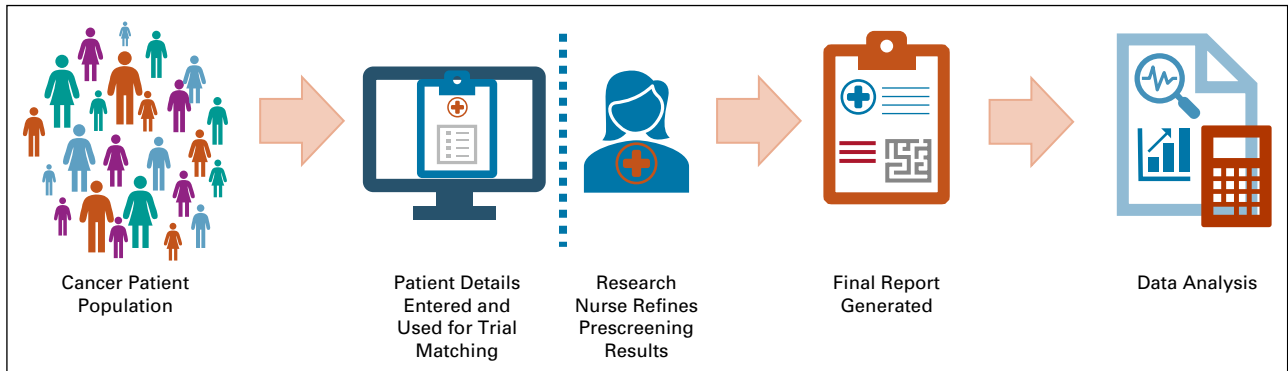 Cancer Patient
Population
Patient Details
Entered and
Used for Trial
Matching
Research
Nurse Refines
Prescreening
Results
Final Report
Generated
Data Analysis